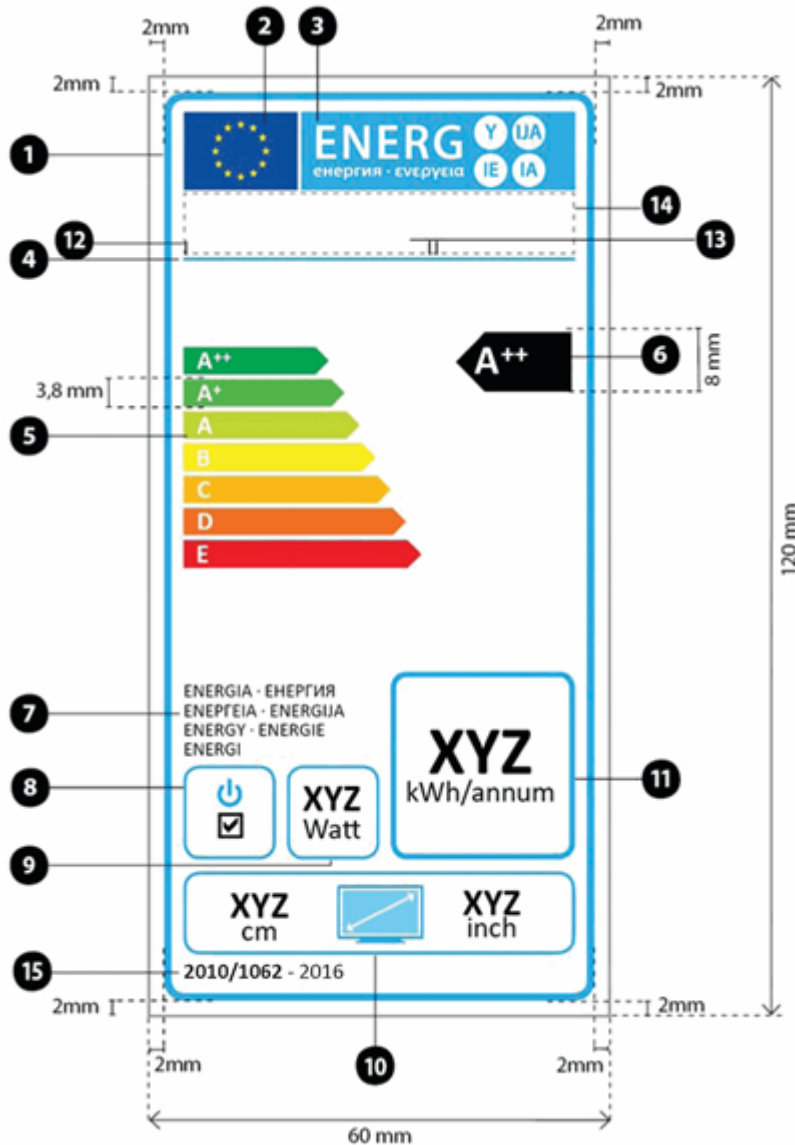 2mm
2
3
2mm
2mm
2mm
1
ENERG
Y
IJA
IE
IA
енергия · ενεργεια
14
12
I
II
13
4
A++
A++
6
8 mm
3,8 mm
A+
5
A
B
C
D
E
120 mm
7
ENERGIA · ЕНЕРГИЯ
ΕΝΕΡΓΕΙΑ · ENERGIJA
ENERGY · ENERGIE
ENERGI
XYZ
kWh/annum
11
8
XYZ
Watt
9
XYZ
cm
XYZ
inch
15
2010/1062 - 2016
2mm
2mm
2mm
10
2mm
60 mm